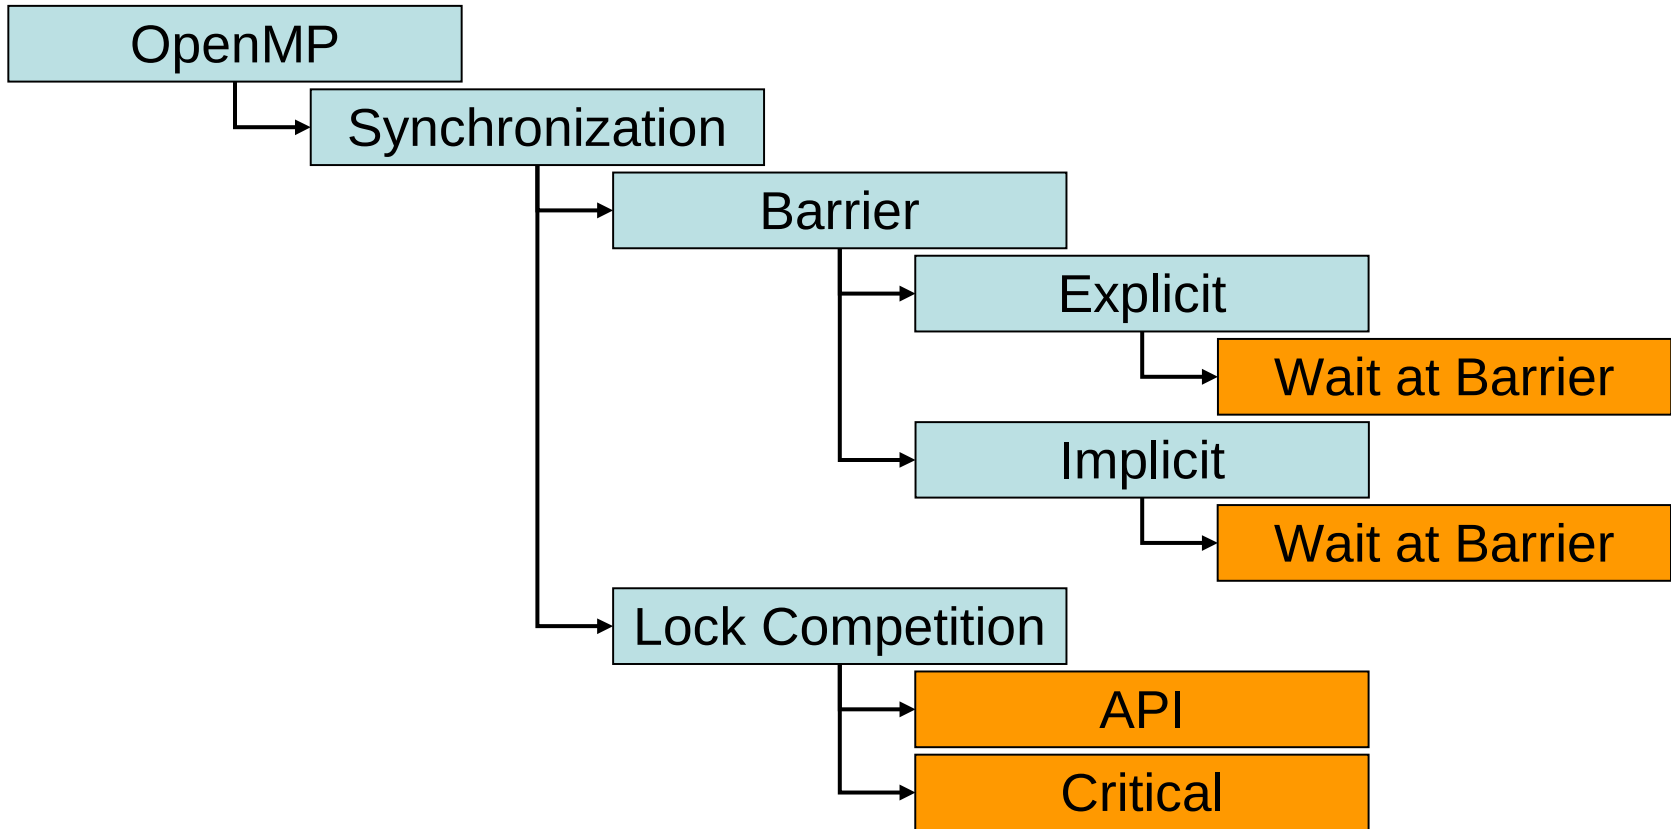 OpenMP
Synchronization
Barrier
Explicit
Wait at Barrier
Implicit
Wait at Barrier
Lock Competition
API
Critical